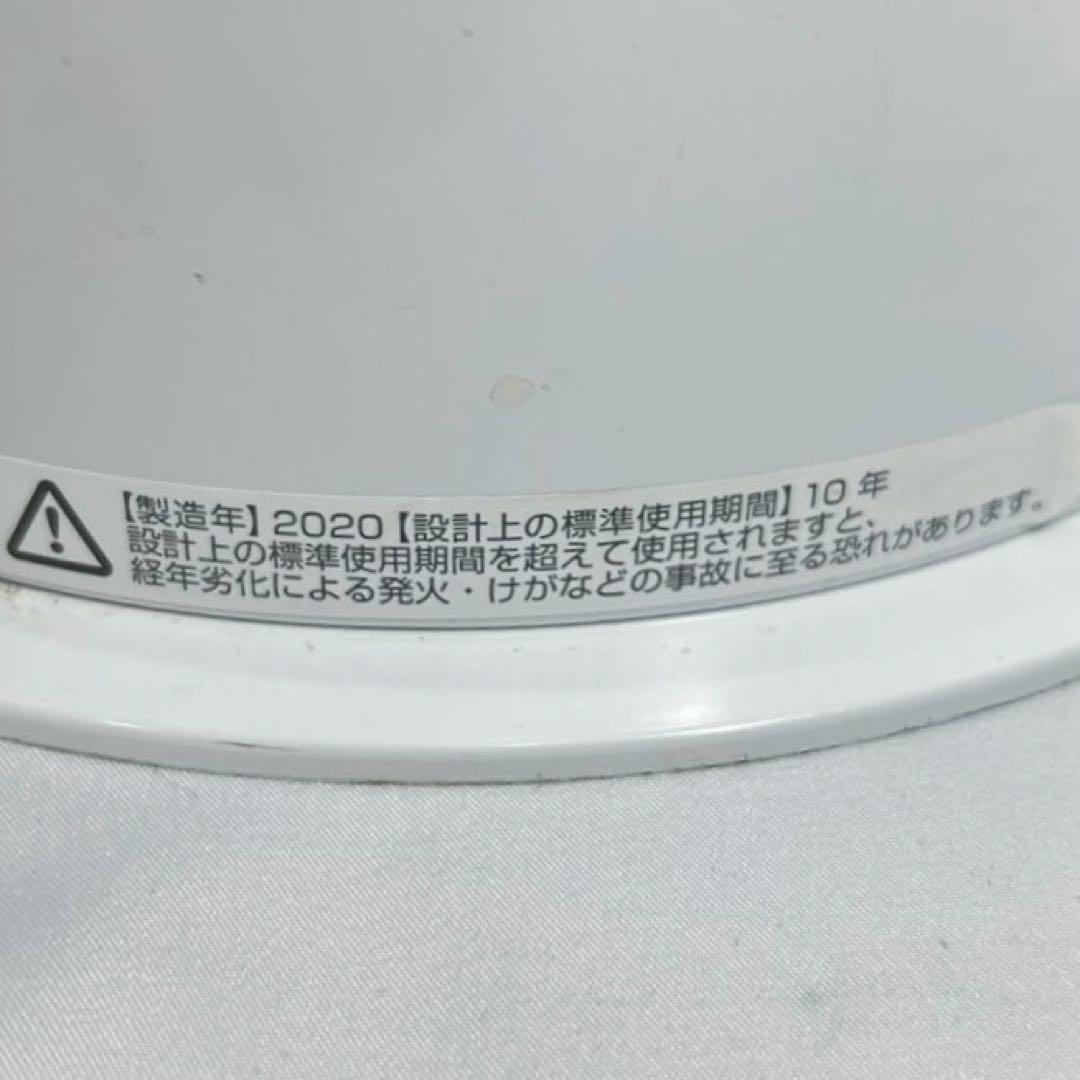 【製造年】2020【設計上の標準使用期間】10 年
設計上の標準使用期間を超えて使用されますと、
経年劣化による発火・けがなどの事故に至る恐れがあります。